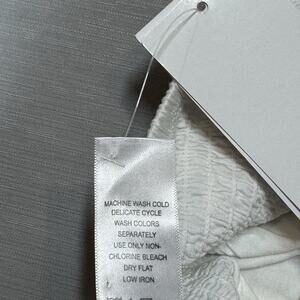 MACHINE WASH COLD
DELICATE CYCLE
WASH COLORS
SEPARATELY
USE ONLY NON-
CHLORINE BLEACH
DRY FLAT
LOW IRON